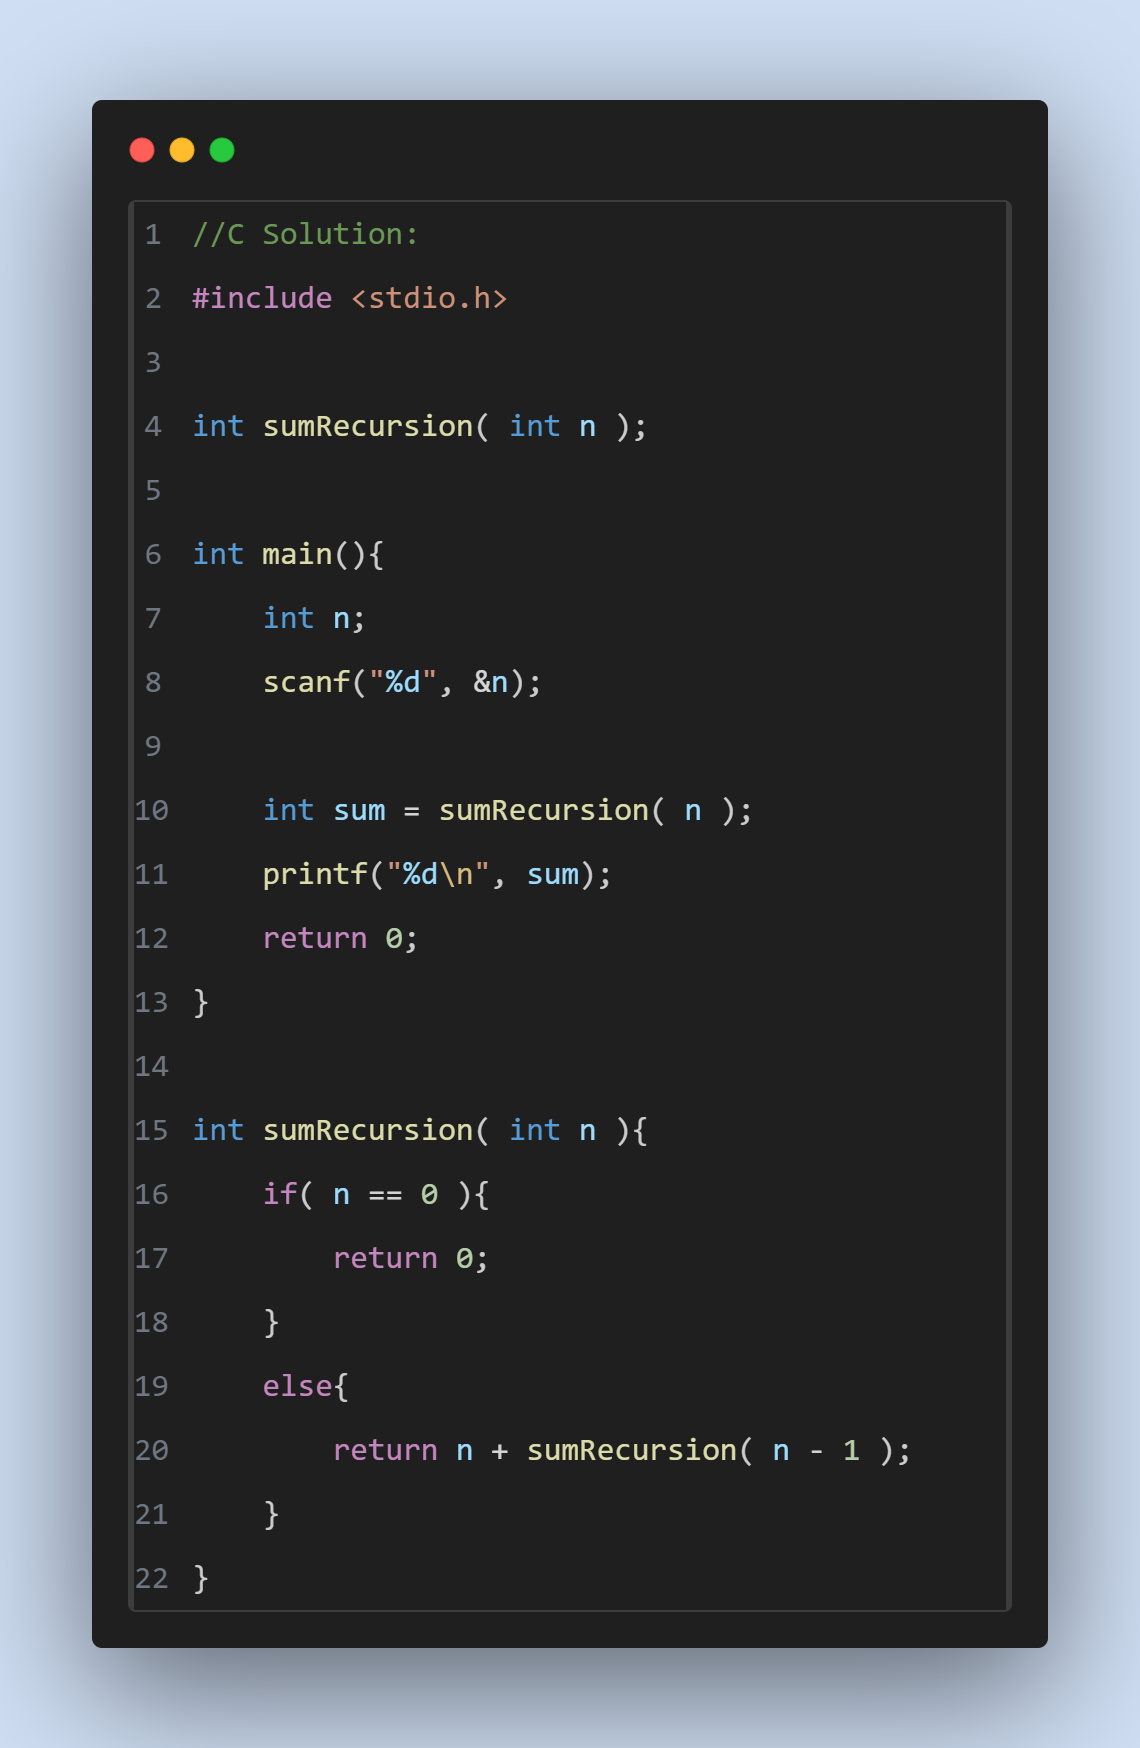 1 //C Solution:
2 #include <stdio.h>
3
4 int sumRecursion( int n );
5
6 int main(){
7     int n;
8     scanf("%d", &n);
9
10     int sum = sumRecursion( n );
11     printf("%d\n", sum);
12     return 0;
13 }
14
15 int sumRecursion( int n ){
16     if( n == 0 ){
17         return 0;
18     }
19     else{
20         return n + sumRecursion( n - 1 );
21     }
22 }